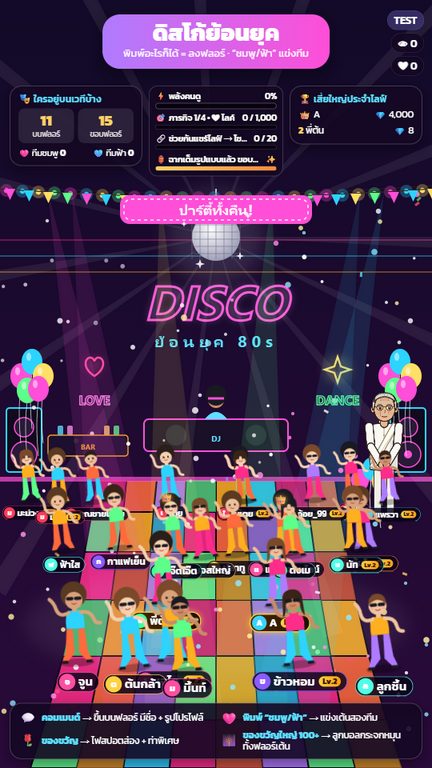 ดิสโก้ย้อนยุค
พิมพ์อะไรก็ได้ = ลงฟลอร์ · "ชมพู/ฟ้า" แข่งทีม
TEST
0
0
ใครอยู่บนเวทีบ้าง
11
บนฟลอร์
15
ขอบฟลอร์
ทีมชมพู 0
ทีมฟ้า 0
พลังคนดู 0%
ภารกิจ 1/4 · ไลค์ 0 / 1,000
ช่วยกันแชร์ไลฟ์ → โช… 0 / 20
ฉากเต็มรูปแบบแล้ว ขอบ…
เสี่ยใหญ่ประจำไลฟ์
A 4,000
2 พี่ต้น 8
ปาร์ตี้ทั้งคืน!
DISCO
ย้อนยุค 80s
LOVE
DANCE
BAR
DJ
ฟ้าใส
กาแฟเย็น
จี๊ดเจ๊ด
นัท Lv.2
A A
จูน
ต้นกล้า
มิ้นท์
ข้าวหอม Lv.2
ลูกชิ้น
คอมเมนต์ → ขึ้นบนฟลอร์ มีชื่อ + รูปโปรไฟล์
พิมพ์ "ชมพู/ฟ้า" → แข่งเต้นสองทีม
ของขวัญ → ไฟสปอตส่อง + ท่าพิเศษ
ของขวัญใหญ่ 100+ → ลูกบอลกระจกหมุน
ทั้งฟลอร์เต้น